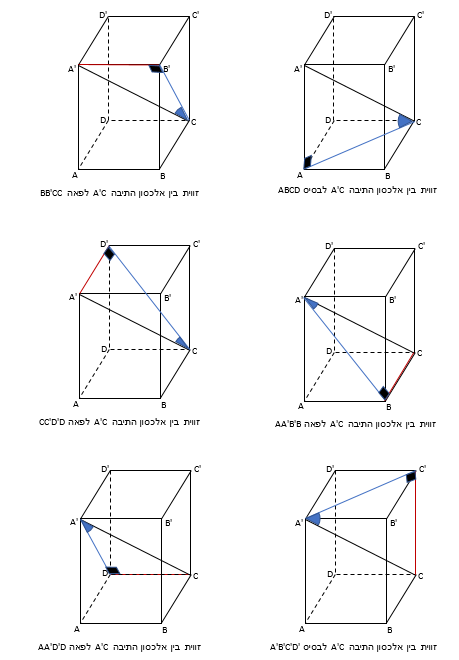 D' C' D' C'
A' B' A' B'
D C D C
A B A B
זווית בין אלכסון התיבה A'C לפאה BB'CC
זווית בין אלכסון התיבה A'C לבסיס ABCD
D' C' D' C'
A' B' A' B'
D C D C
A B A B
זווית בין אלכסון התיבה A'C לפאה CC'D'D
זווית בין אלכסון התיבה A'C לפאה AA'B'B
D' C' D' C'
A' B' A' B'
D C D C
A B A B
זווית בין אלכסון התיבה A'C לפאה AA'D'D
זווית בין אלכסון התיבה A'C לבסיס A'B'C'D'